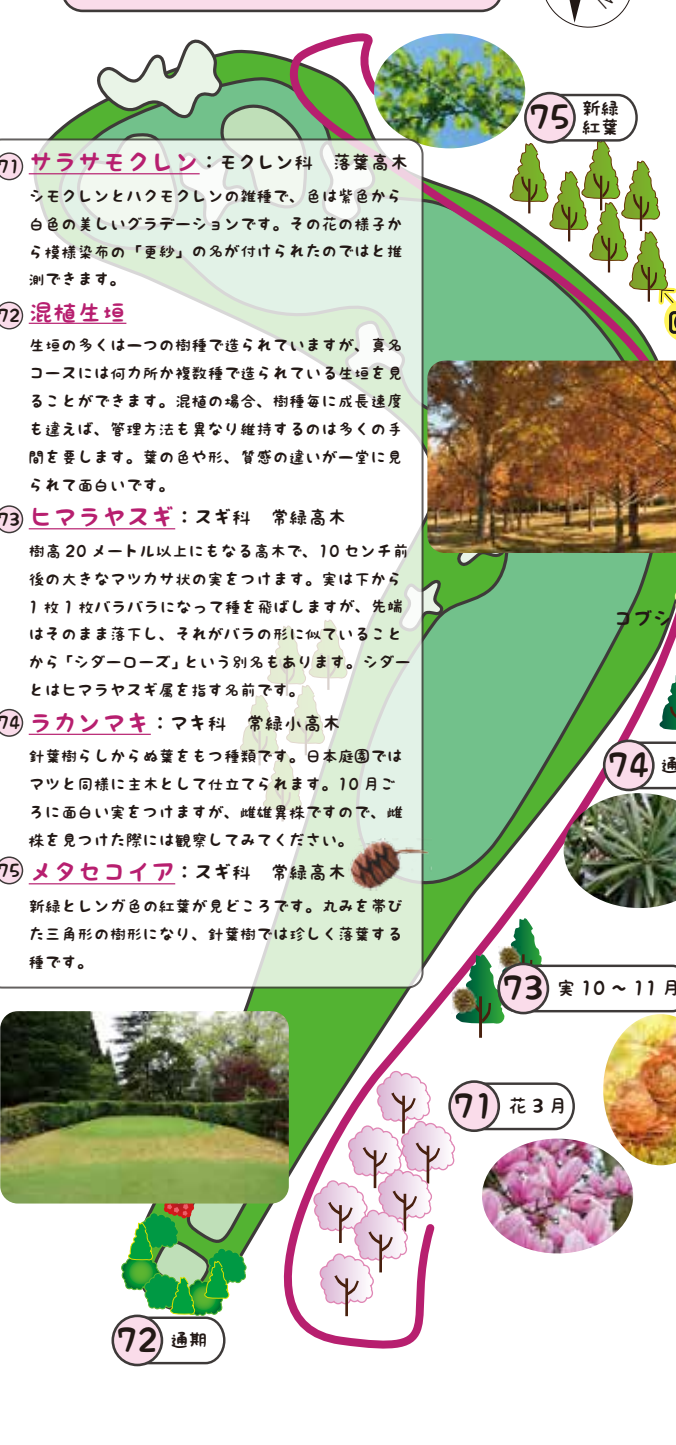 75 新緑
紅葉
71 サラサモクレン：モクレン科　落葉高木
シモクレンとハクモクレンの雑種で、色は紫色から
白色の美しいグラデーションです。その花の様子か
ら模様染布の「更紗」の名が付けられたのではと推
測できます。
72 混植生垣
生垣の多くは一つの樹種で造られていますが、真名
コースには何カ所か複数種で造られている生垣を見
ることができます。混植の場合、樹種毎に成長速度
も違えば、管理方法も異なり維持するのは多くの手
間を要します。葉の色や形、質感の違いが一堂に見
られて面白いです。
73 ヒマラヤスギ：スギ科　常緑高木
樹高 20 メートル以上にもなる高木で、10 センチ前
後の大きなマツカサ状の実をつけます。実は下から
1 枚 1 枚バラバラになって種を飛ばしますが、先端
はそのまま落下し、それがバラの形に似ていること
から「シダーローズ」という別名もあります。シダー
とはヒマラヤスギ属を指す名前です。
74 ラカンマキ：マキ科　常緑小高木
針葉樹らしからぬ葉をもつ種類です。日本庭園では
マツと同様に主木として仕立てられます。10 月ご
ろに面白い実をつけますが、雌雄異株ですので、雌
株を見つけた際には観察してみてください。
75 メタセコイア：スギ科　常緑高木
新緑とレンガ色の紅葉が見どころです。丸みを帯び
た三角形の樹形になり、針葉樹では珍しく落葉する
種です。
コブシ
74 通
73 実 10 ～ 11 月
71 花 3 月
72 通期